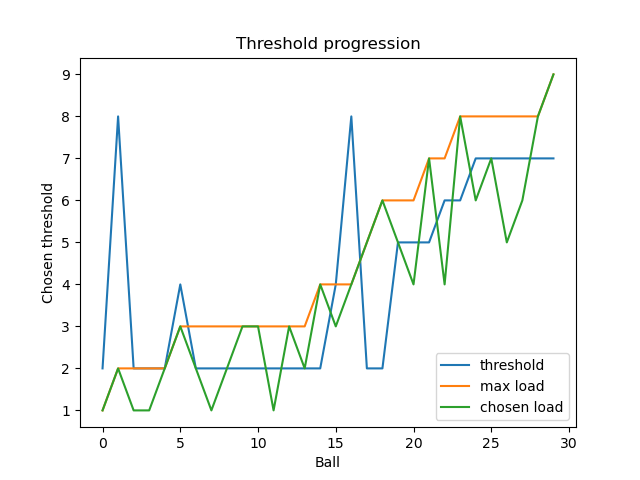 Threshold progression
Chosen threshold
9
8
7
6
5
4
3
2
1
threshold
max load
chosen load
0 5 10 15 20 25 30
Ball